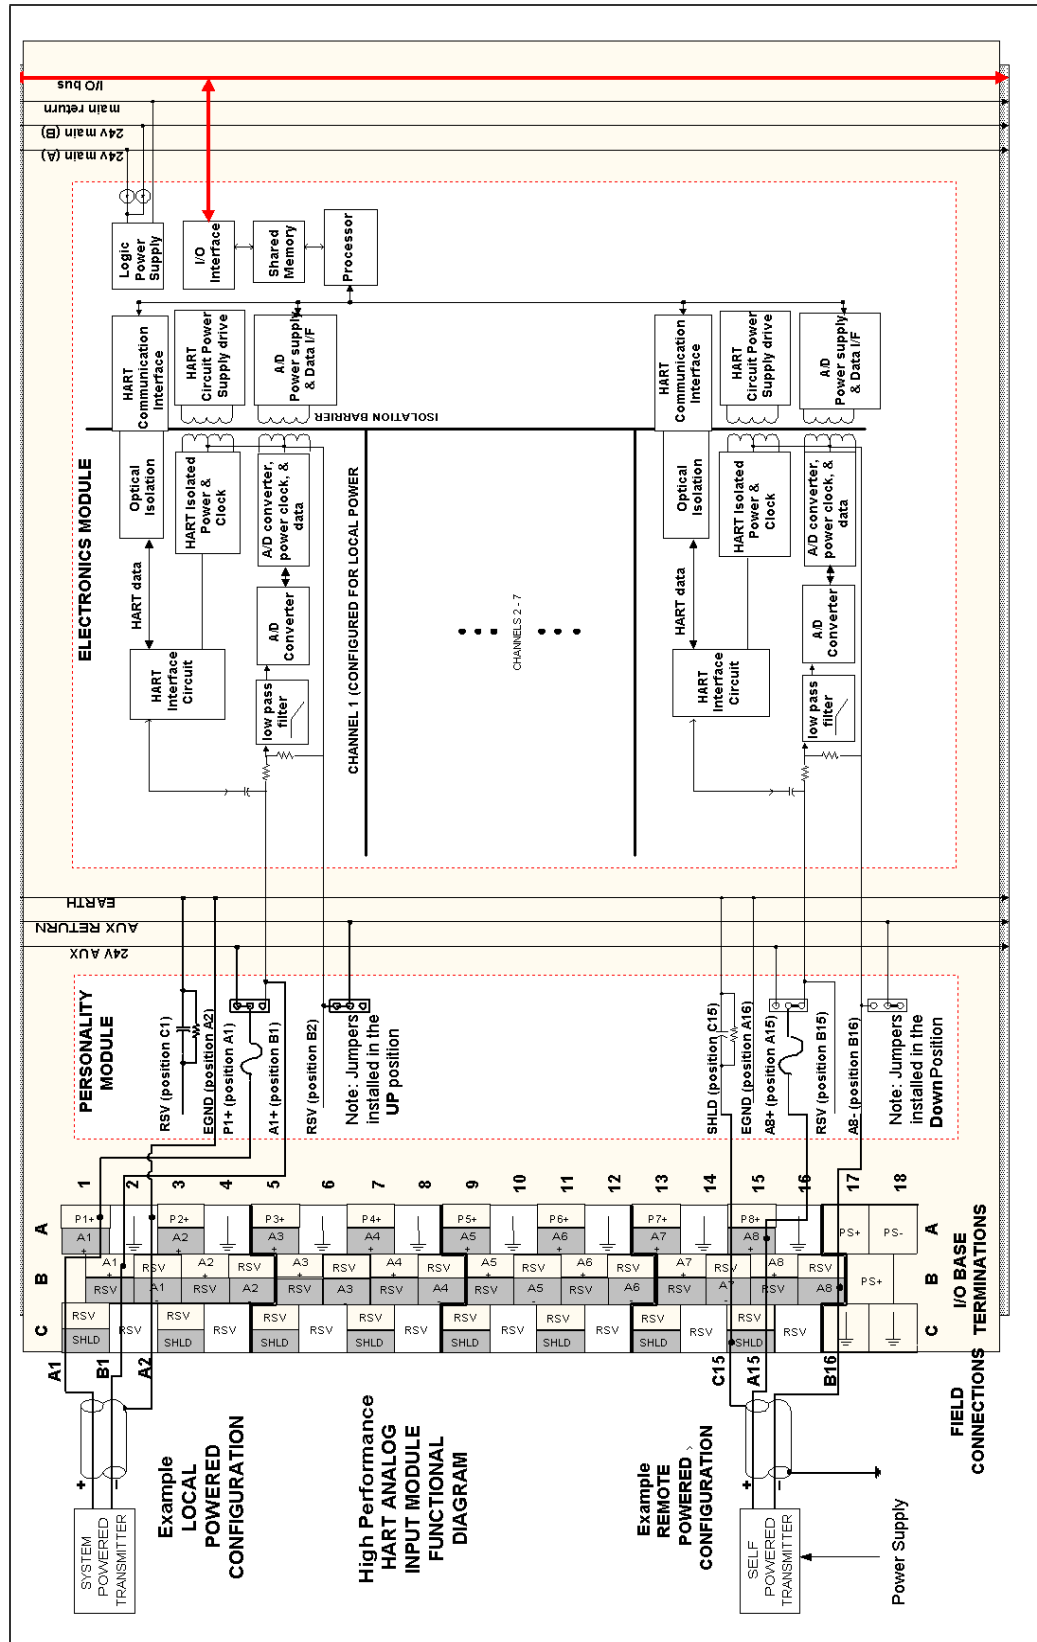 I/O bus
main return
24v main (B)
24v main (A)
Logic
Power
Supply
I/O
Interface
Shared
Memory
Processor
HART
Communication
Interface
HART
Circuit Power
Supply drive
A/D
Power supply
& Data I/F
HART
Communication
Interface
HART
Circuit Power
Supply drive
A/D
Power supply
& Data I/F
ISOLATION BARRIER
ELECTRONICS MODULE
Optical
Isolation
HART Isolated
Power &
Clock
A/D converter,
power clock, &
data
HART data
HART
Interface
Circuit
A/D
Converter
low pass
filter
CHANNEL 1 (CONFIGURED FOR LOCAL POWER
CHANNELS 2 - 7
Optical
Isolation
HART Isolated
Power &
Clock
A/D converter,
power clock, &
data
HART data
HART
Interface
Circuit
A/D
Converter
low pass
filter
EARTH
AUX RETURN
24V AUX
PERSONALITY
MODULE
RSV (position C1)
EGND (position A2)
P1+ (position A1)
A1+ (position B1)
RSV (position B2)
Note: Jumpers
installed in the
UP position
SHLD (position C15)
EGND (position A16)
A8+ (position A15)
RSV (position B15)
A8- (position B16)
Note: Jumpers
installed in the
Down Position
1 2 3 4 5 6 7 8 9 10 11 12 13 14 15 16 17 18
A
P1+ P2+ P3+ P4+ P5+ P6+ P7+ P8+ PS+ PS-
A1 + A2 + A3 + A4 + A5 + A6 + A7 + A8 +
A
B
A1 + RSV A2 + RSV A3 + RSV A4 + RSV A5 + RSV A6 + RSV A7 + RSV A8 + RSV
RSV A1 - RSV A2 - RSV A3 - RSV A4 - RSV A5 - RSV A6 - RSV A7 - RSV A8 -
PS+
B
C
RSV RSV RSV RSV RSV RSV RSV RSV
SHLD SHLD SHLD SHLD SHLD SHLD SHLD SHLD
RSV RSV RSV RSV RSV RSV RSV RSV
C
I/O BASE
TERMINATIONS
A1
B1
A2
C15
A15
B16
FIELD
CONNECTIONS
+
-
Example
LOCAL
POWERED
CONFIGURATION
High Performance
HART ANALOG
INPUT MODULE
FUNCTIONAL
DIAGRAM
Example
REMOTE
POWERED
CONFIGURATION
+
-
SYSTEM
POWERED
TRANSMITTER
SELF
POWERED
TRANSMITTER
Power Supply